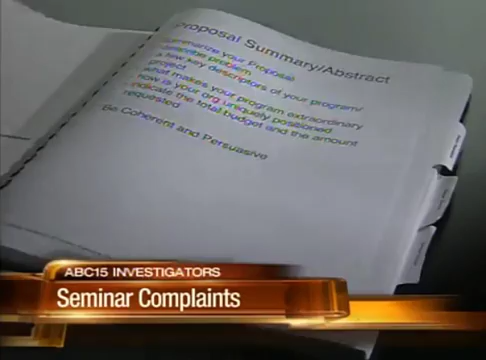 Proposal Summary/Abstract
summarize your Proposal
describe problem
a few key descriptors of your program/
project
what makes your program extraordinary
how is your org uniquely positioned
indicate the total budget and the amount
requested
Be Coherent and Persuasive
ABC15 INVESTIGATORS
Seminar Complaints